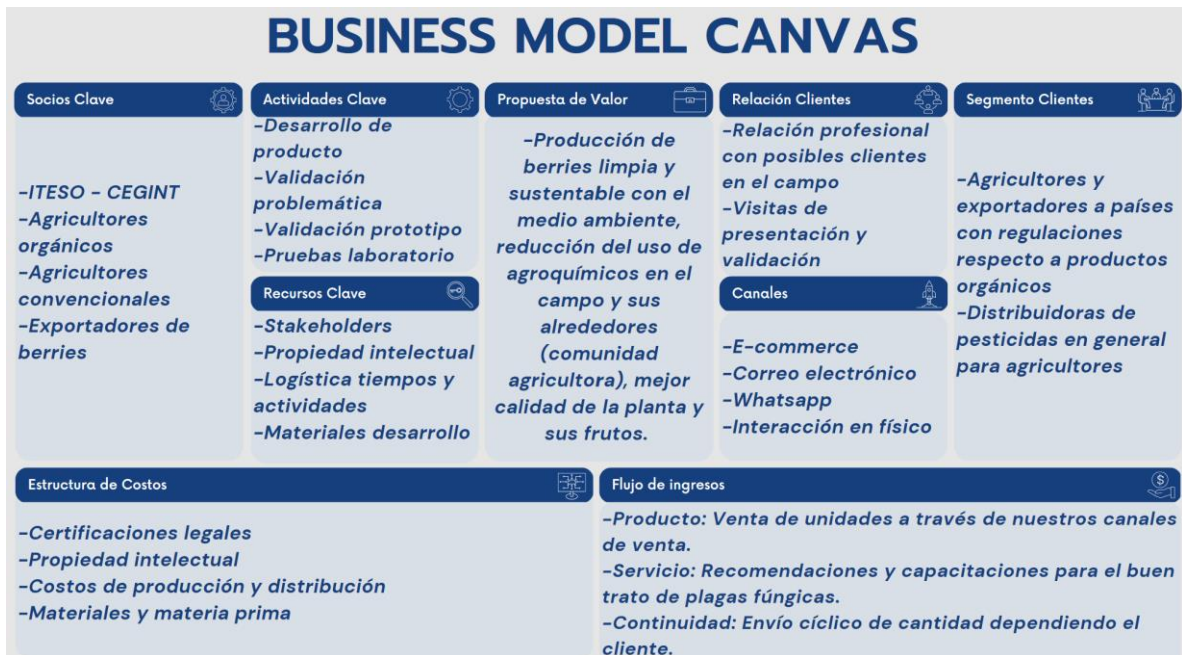 BUSINESS MODEL CANVAS
Socios Clave
-ITESO - CEGINT
-Agricultores
orgánicos
-Agricultores
convencionales
-Exportadores de
berries
Actividades Clave
-Desarrollo de
producto
-Validación
problemática
-Validación prototipo
-Pruebas laboratorio
Recursos Clave
-Stakeholders
-Propiedad intelectual
-Logística tiempos y
actividades
-Materiales desarrollo
Propuesta de Valor
-Producción de
berries limpia y
sustentable con el
medio ambiente,
reducción del uso de
agroquímicos en el
campo y sus
alrededores
(comunidad
agricultora), mejor
calidad de la planta y
sus frutos.
Relación Clientes
-Relación profesional
con posibles clientes
en el campo
-Visitas de
presentación y
validación
Canales
-E-commerce
-Correo electrónico
-Whatsapp
-Interacción en físico
Segmento Clientes
-Agricultores y
exportadores a países
con regulaciones
respecto a productos
orgánicos
-Distribuidoras de
pesticidas en general
para agricultores
Estructura de Costos
-Certificaciones legales
-Propiedad intelectual
-Costos de producción y distribución
-Materiales y materia prima
Flujo de ingresos
-Producto: Venta de unidades a través de nuestros canales
de venta.
-Servicio: Recomendaciones y capacitaciones para el buen
trato de plagas fúngicas.
-Continuidad: Envío cíclico de cantidad dependiendo el
cliente.